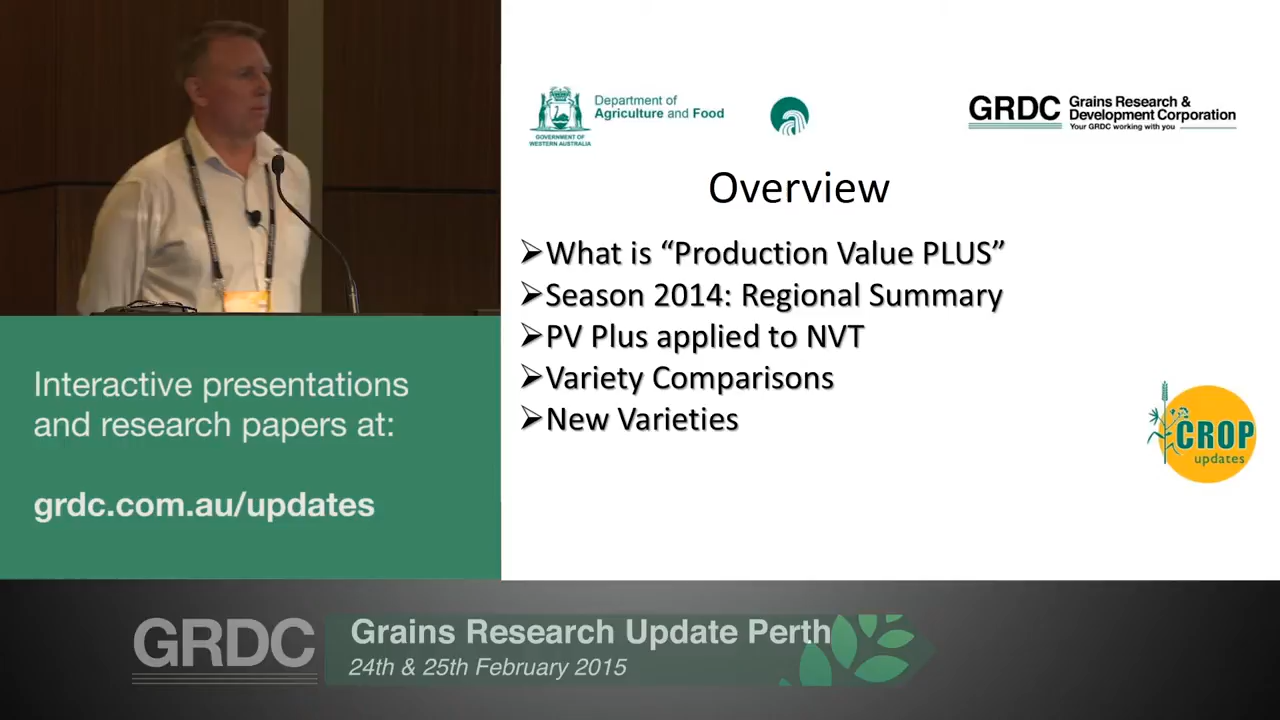 Department of
Agriculture and Food
GOVERNMENT OF
WESTERN AUSTRALIA
GRDC
Grains Research &
Development Corporation
Your GRDC working with you
Overview
What is “Production Value PLUS”
Season 2014: Regional Summary
PV Plus applied to NVT
Variety Comparisons
New Varieties
CROP
updates
Interactive presentations
and research papers at:
grdc.com.au/updates
GRDC
Grains Research Update Perth
24th & 25th February 2015